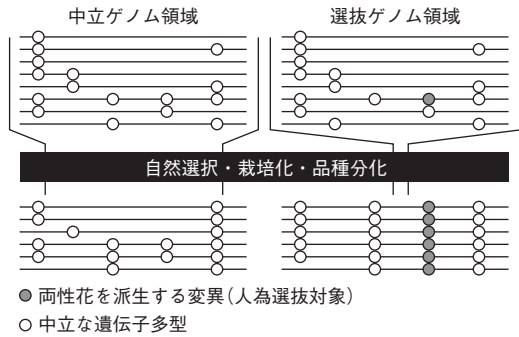 中立ゲノム領域
選抜ゲノム領域
自然選択・栽培化・品種分化
両性花を派生する変異(人為選抜対象)
中立な遺伝子多型